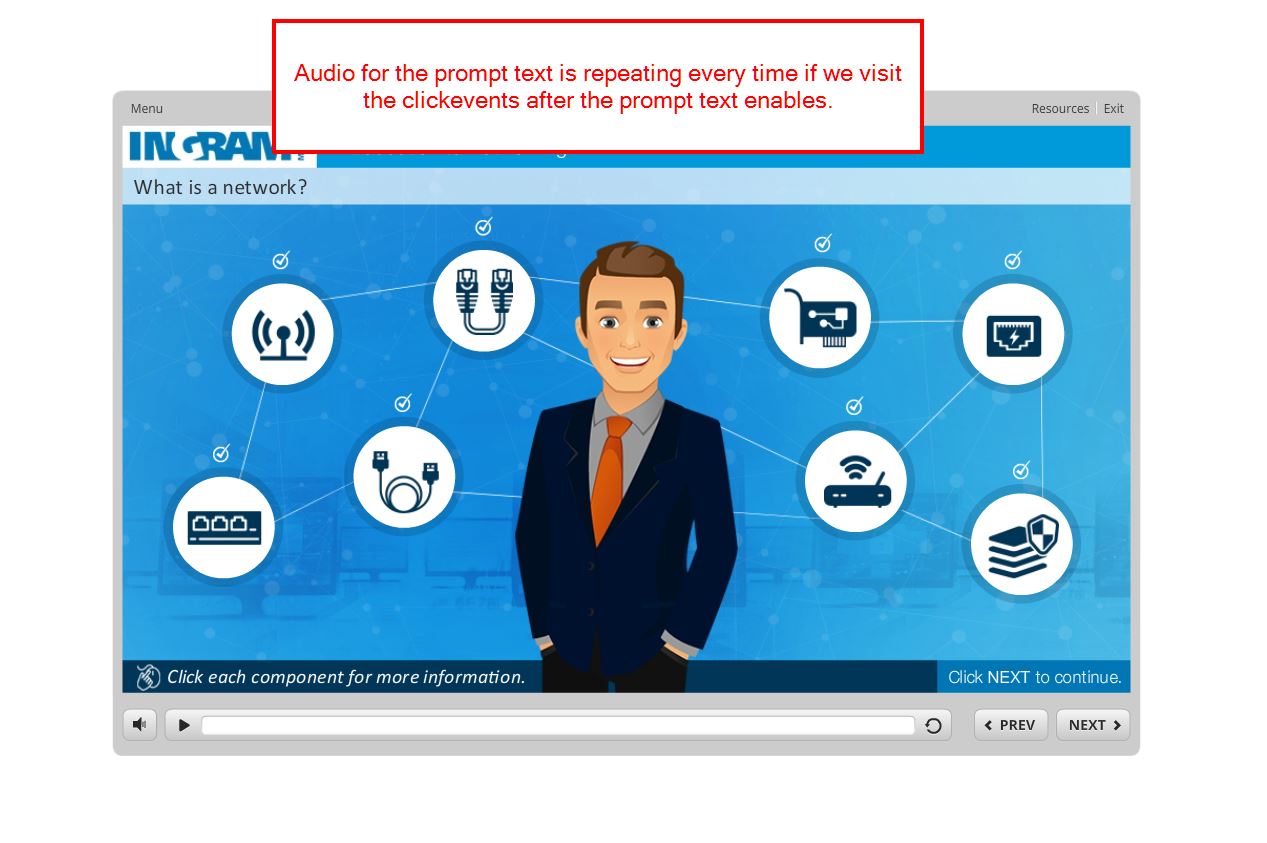 Audio for the prompt text is repeating every time if we visit
the clickevents after the prompt text enables.
Menu
Resources
Exit
INGRAM
What is a network?
Click each component for more information.
Click NEXT to continue.
PREV
NEXT